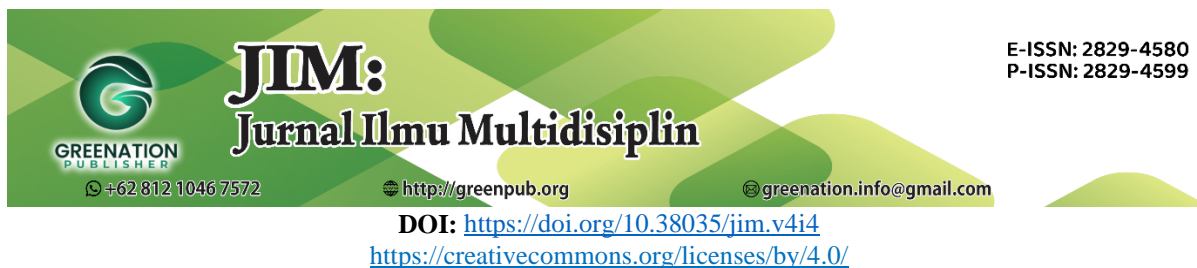 JIM:
Jurnal Ilmu Multidisiplin
E-ISSN: 2829-4580
P-ISSN: 2829-4599
GREENATION
PUBLISHER
+62 812 1046 7572 http://greenpub.org greenation.info@gmail.com
DOI: https://doi.org/10.38035/jim.v4i4
https://creativecommons.org/licenses/by/4.0/